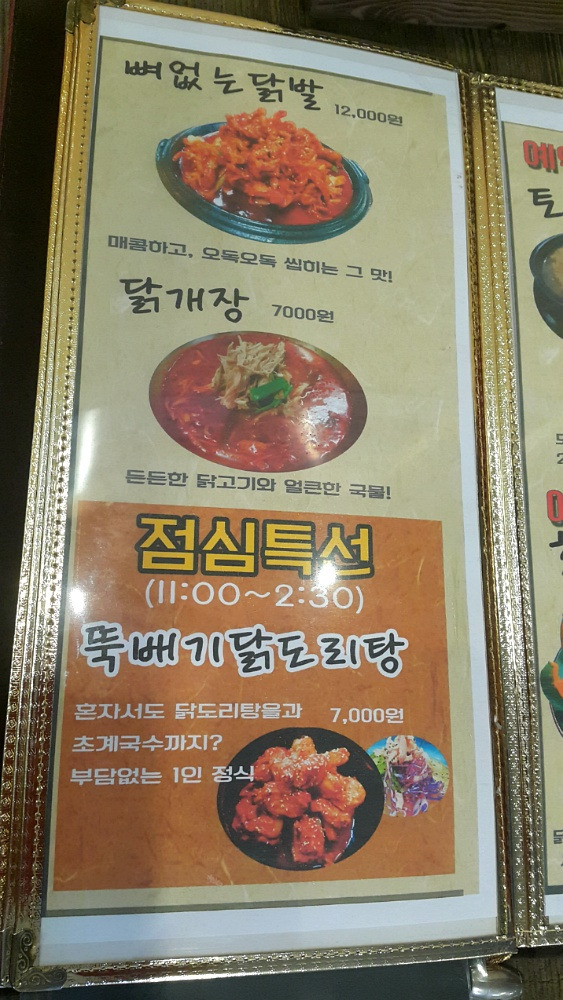 뼈없는닭발
12,000원
매콤하고, 오독오독 씹히는 그 맛!
닭개장 7000원
든든한 닭고기와 얼큰한 국물!
점심특선
(11:00~2:30)
뚝배기닭도리탕
혼자서도 닭도리탕을과 7,000원
초계국수까지?
부담없는 1인 정식
토